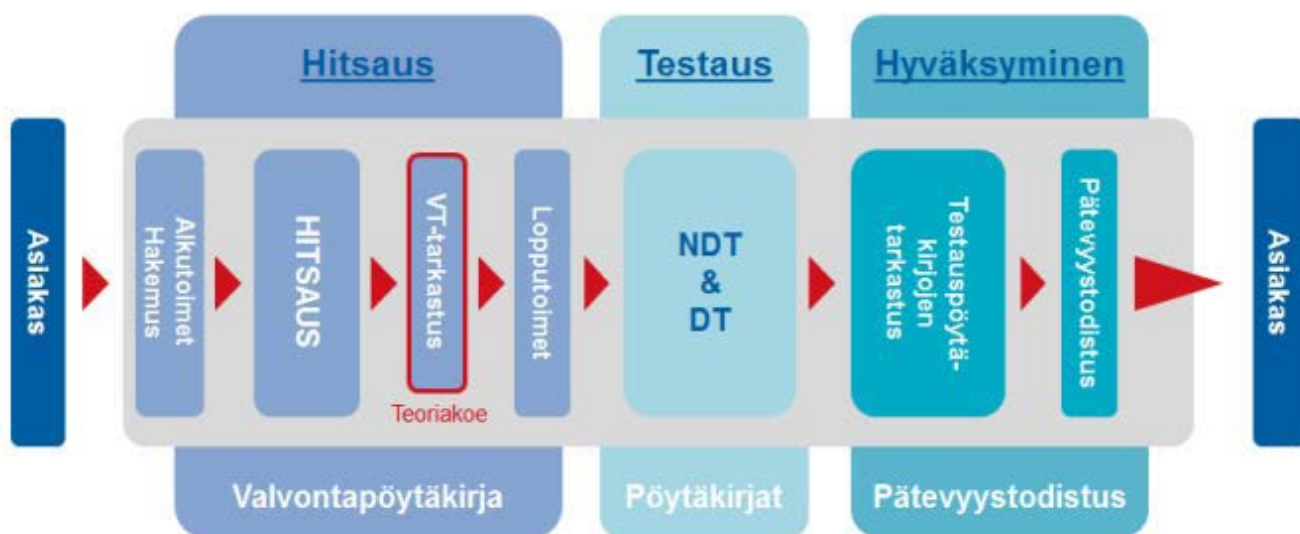 Hitsaus
Testaus
Hyväksyminen
Asiakas
Alkutoimet
Hakemus
HITSAUS
VT-tarkastus
Teoriakoe
Lopputoimet
NDT
&
DT
Testauspöytä-
kirjojen
tarkastus
Pätevyystodistus
Asiakas
Valvontapöytäkirja
Pöytäkirjat
Pätevyystodistus